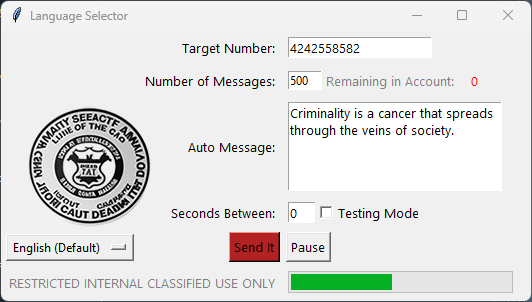 Language Selector
Target Number: 4242558582
Number of Messages: 500 Remaining in Account: 0
Auto Message:
Criminality is a cancer that spreads
through the veins of society.
Seconds Between: 0 Testing Mode
English (Default) Send It Pause
RESTRICTED INTERNAL CLASSIFIED USE ONLY